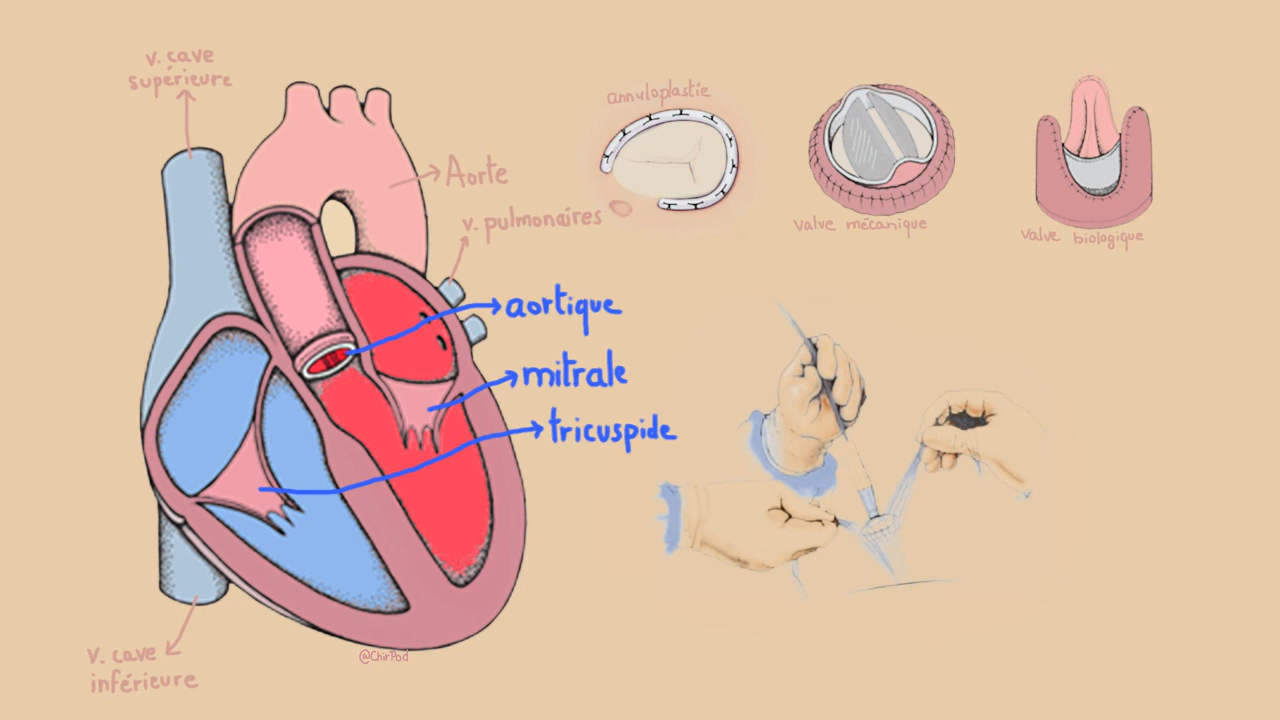 v. cave
supérieure
Aorte
v. pulmonaires
aortique
mitrale
tricuspide
v. cave
inférieure
@ChirPod
annuloplastie
valve mécanique
valve biologique